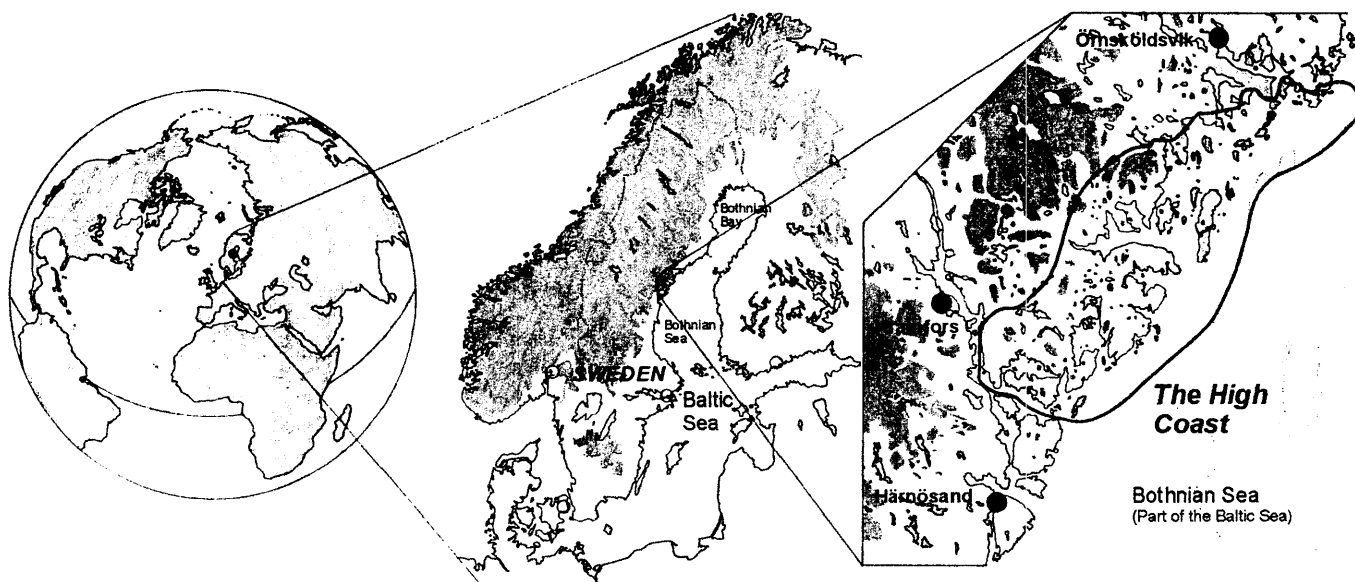 Bothnian
Bay
Bothnian
Sea
SWEDEN
Baltic
Sea
Örnsköldsvik
The High
Coast
Härnösand
Bothnian Sea
(Part of the Baltic Sea)